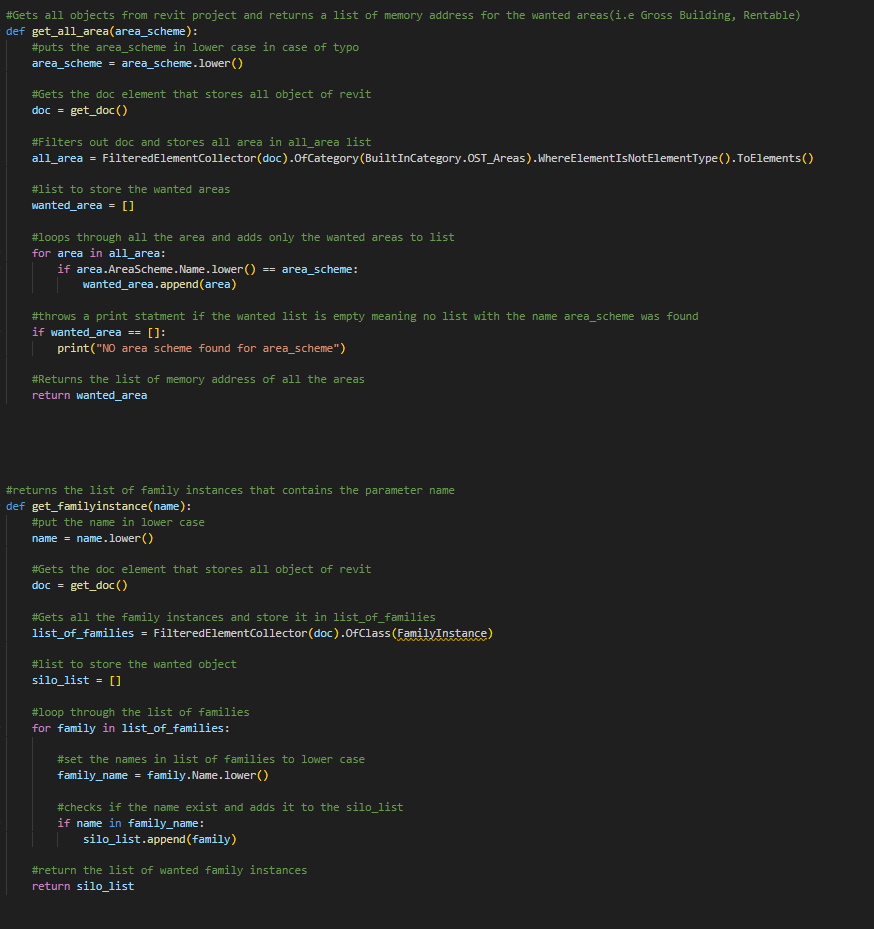 #Gets all objects from revit project and returns a list of memory address for the wanted areas(i.e Gross Building, Rentable)
def get_all_area(area_scheme):
    #puts the area_scheme in lower case in case of typo
    area_scheme = area_scheme.lower()
    #Gets the doc element that stores all object of revit
    doc = get_doc()
    #Filters out doc and stores all area in all_area list
    all_area = FilteredElementCollector(doc).OfCategory(BuiltInCategory.OST_Areas).WhereElementIsNotElementType().ToElements()
    #list to store the wanted areas
    wanted_area = []
    #loops through all the area and adds only the wanted areas to list
    for area in all_area:
        if area.AreaScheme.Name.lower() == area_scheme:
            wanted_area.append(area)
    #throws a print statment if the wanted list is empty meaning no list with the name area_scheme was found
    if wanted_area == []:
        print("NO area scheme found for area_scheme")
    #Returns the list of memory address of all the areas
    return wanted_area
#returns the list of family instances that contains the parameter name
def get_familyinstance(name):
    #put the name in lower case
    name = name.lower()
    #Gets the doc element that stores all object of revit
    doc = get_doc()
    #Gets all the family instances and store it in list_of_families
    list_of_families = FilteredElementCollector(doc).OfClass(FamilyInstance)
    #list to store the wanted object
    silo_list = []
    #loop through the list of families
    for family in list_of_families:
        #set the names in list of families to lower case
        family_name = family.Name.lower()
        #checks if the name exist and adds it to the silo_list
        if name in family_name:
            silo_list.append(family)
    #return the list of wanted family instances
    return silo_list